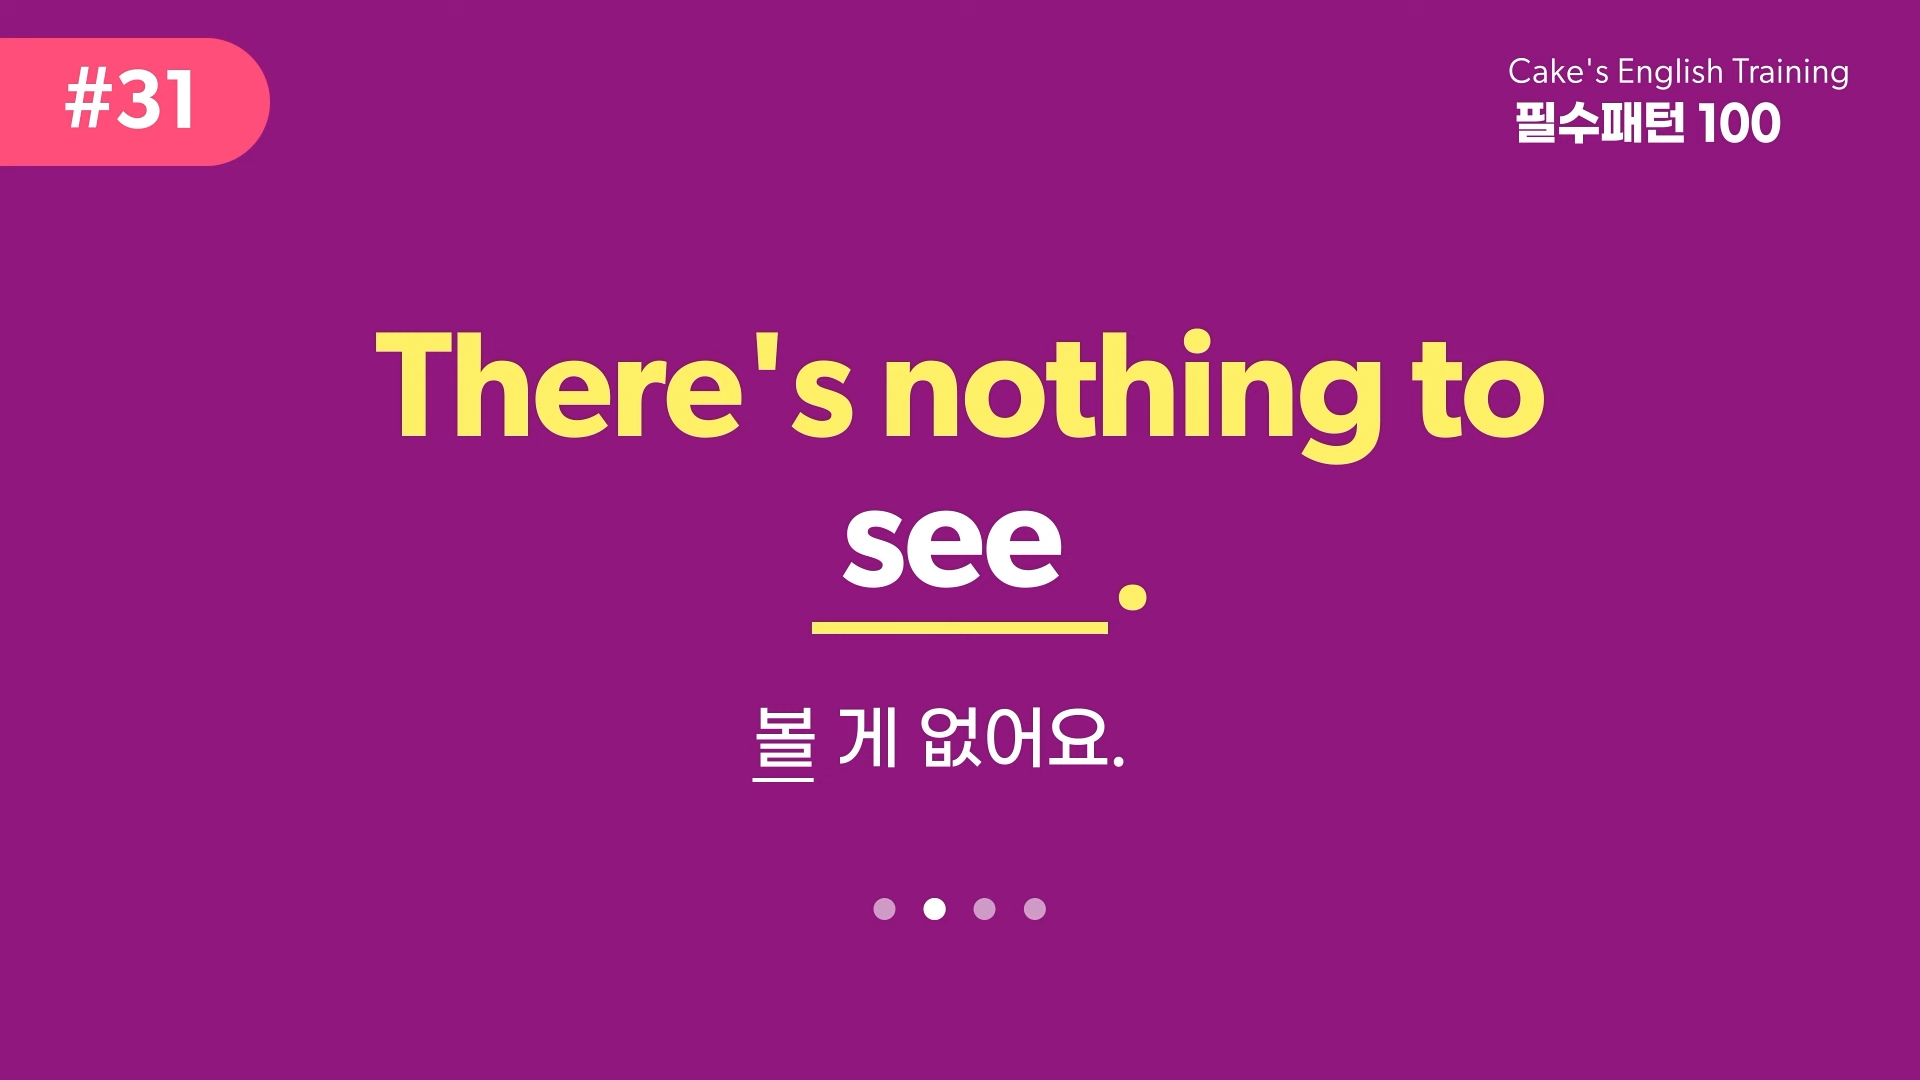 #31
Cake's English Training
필수패턴 100
There's nothing to
see.
볼 게 없어요.